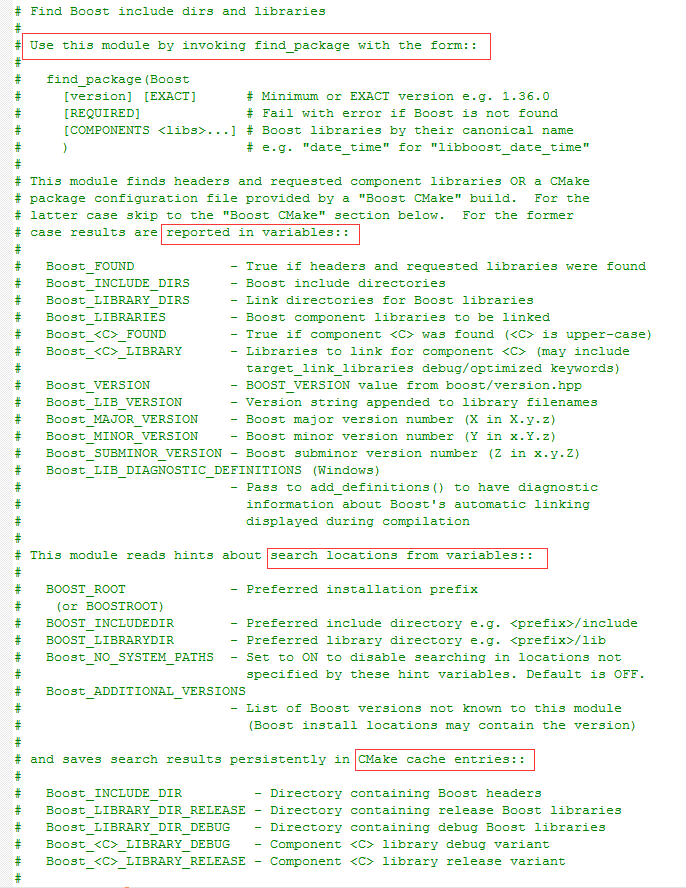 # Find Boost include dirs and libraries
#
# Use this module by invoking find_package with the form::
#
#   find_package(Boost
#     [version] [EXACT]      # Minimum or EXACT version e.g. 1.36.0
#     [REQUIRED]             # Fail with error if Boost is not found
#     [COMPONENTS <libs>...] # Boost libraries by their canonical name
#     )                      # e.g. "date_time" for "libboost_date_time"
#
# This module finds headers and requested component libraries OR a CMake
# package configuration file provided by a "Boost CMake" build.  For the
# latter case skip to the "Boost CMake" section below.  For the former
# case results are reported in variables::
#
#   Boost_FOUND            - True if headers and requested libraries were found
#   Boost_INCLUDE_DIRS     - Boost include directories
#   Boost_LIBRARY_DIRS     - Link directories for Boost libraries
#   Boost_LIBRARIES        - Boost component libraries to be linked
#   Boost_<C>_FOUND        - True if component <C> was found (<C> is upper-case)
#   Boost_<C>_LIBRARY      - Libraries to link for component <C> (may include
#                            target_link_libraries debug/optimized keywords)
#   Boost_VERSION          - BOOST_VERSION value from boost/version.hpp
#   Boost_LIB_VERSION      - Version string appended to library filenames
#   Boost_MAJOR_VERSION    - Boost major version number (X in X.y.z)
#   Boost_MINOR_VERSION    - Boost minor version number (Y in x.Y.z)
#   Boost_SUBMINOR_VERSION - Boost subminor version number (Z in x.y.Z)
#   Boost_LIB_DIAGNOSTIC_DEFINITIONS (Windows)
#                          - Pass to add_definitions() to have diagnostic
#                            information about Boost's automatic linking
#                            displayed during compilation
#
# This module reads hints about search locations from variables::
#
#   BOOST_ROOT             - Preferred installation prefix
#    (or BOOSTROOT)
#   BOOST_INCLUDEDIR       - Preferred include directory e.g. <prefix>/include
#   BOOST_LIBRARYDIR       - Preferred library directory e.g. <prefix>/lib
#   Boost_NO_SYSTEM_PATHS  - Set to ON to disable searching in locations not
#                            specified by these hint variables. Default is OFF.
#   Boost_ADDITIONAL_VERSIONS
#                          - List of Boost versions not known to this module
#                            (Boost install locations may contain the version)
#
# and saves search results persistently in CMake cache entries::
#
#   Boost_INCLUDE_DIR         - Directory containing Boost headers
#   Boost_LIBRARY_DIR_RELEASE - Directory containing release Boost libraries
#   Boost_LIBRARY_DIR_DEBUG   - Directory containing debug Boost libraries
#   Boost_<C>_LIBRARY_DEBUG   - Component <C> library debug variant
#   Boost_<C>_LIBRARY_RELEASE - Component <C> library release variant
#